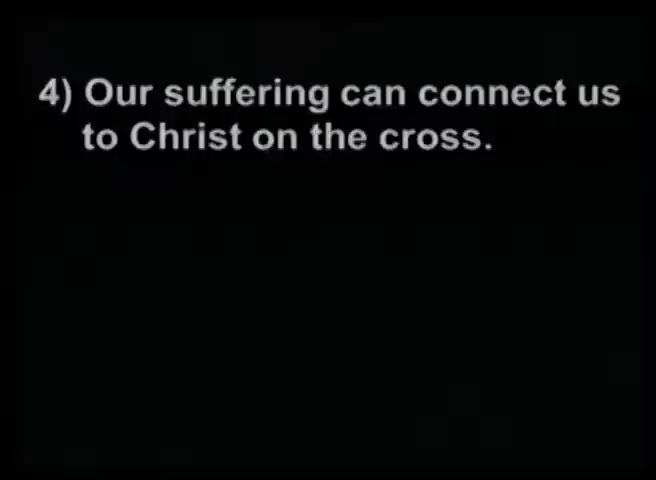 4) Our suffering can connect us
to Christ on the cross.